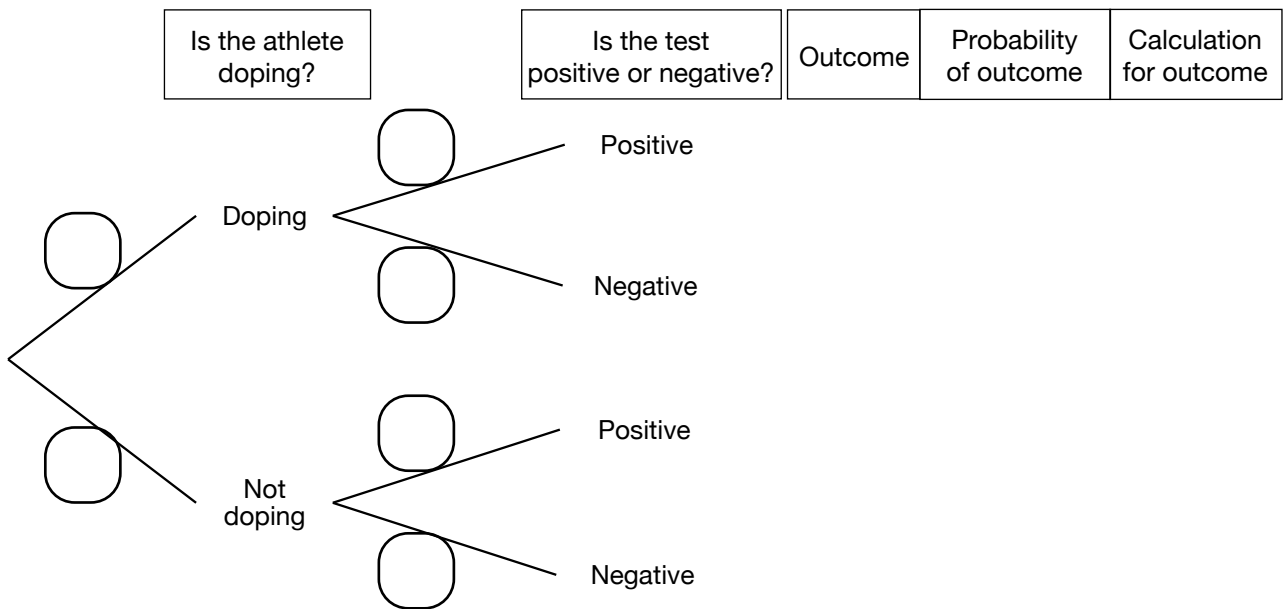 Is the athlete
doping?
Is the test
positive or negative?
Outcome
Probability
of outcome
Calculation
for outcome
Positive
Doping
Negative
Positive
Not
doping
Negative